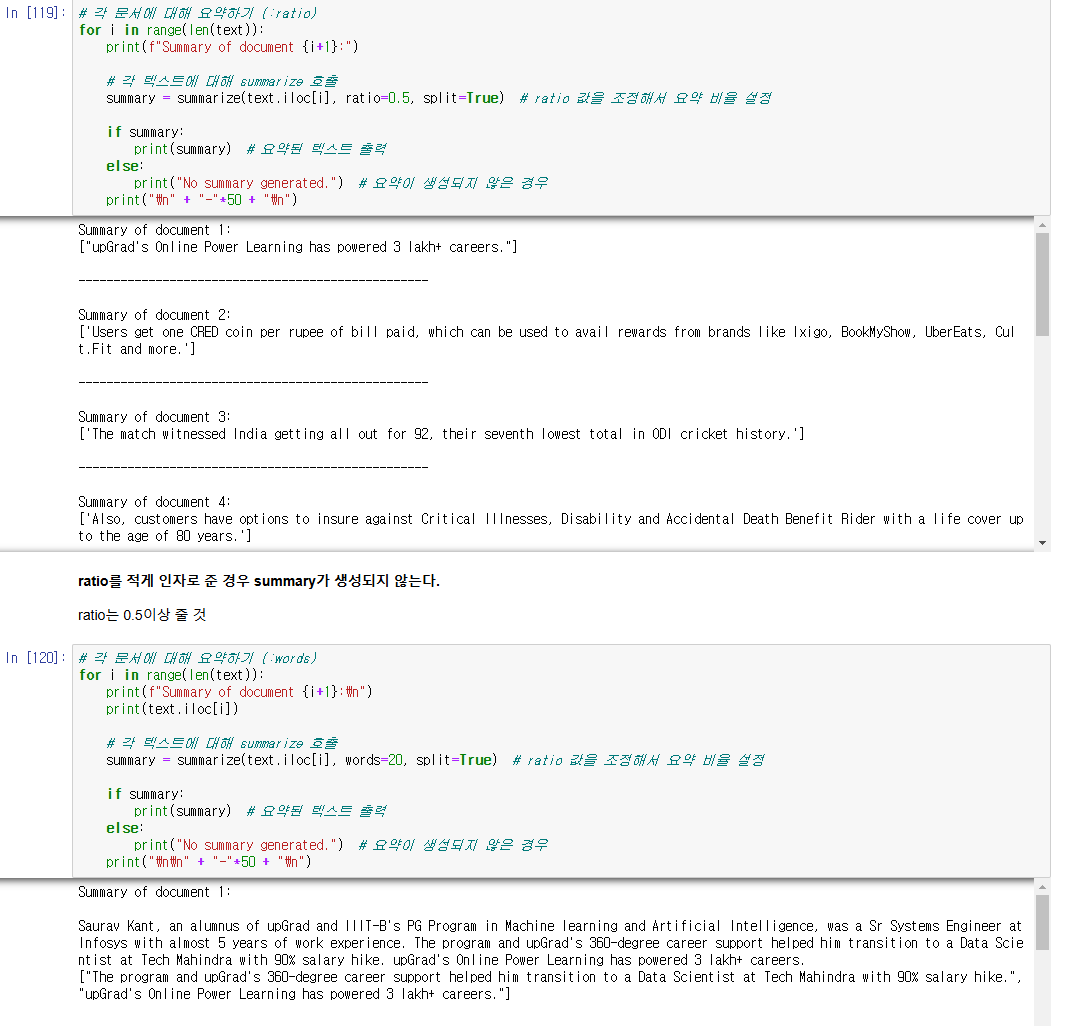 In [119]: # 각 문서에 대해 요약하기 (:ratio)
for i in range(len(text)):
    print(f"Summary of document {i+1}:")
    # 각 텍스트에 대해 summarize 호출
    summary = summarize(text.iloc[i], ratio=0.5, split=True)  # ratio 값을 조정해서 요약 비율 설정
    if summary:
        print(summary)  # 요약된 텍스트 출력
    else:
        print("No summary generated.")  # 요약이 생성되지 않은 경우
    print("₩n" + "-"*50 + "₩n")
Summary of document 1:
["upGrad's Online Power Learning has powered 3 lakh+ careers."]
--------------------------------------------------
Summary of document 2:
['Users get one CRED coin per rupee of bill paid, which can be used to avail rewards from brands like Ixigo, BookMyShow, UberEats, Cul
t.Fit and more.']
--------------------------------------------------
Summary of document 3:
['The match witnessed India getting all out for 92, their seventh lowest total in ODI cricket history.']
--------------------------------------------------
Summary of document 4:
['Also, customers have options to insure against Critical Illnesses, Disability and Accidental Death Benefit Rider with a life cover up
to the age of 80 years.']
ratio를 적게 인자로 준 경우 summary가 생성되지 않는다.
ratio는 0.5이상 줄 것
In [120]: # 각 문서에 대해 요약하기 (:words)
for i in range(len(text)):
    print(f"Summary of document {i+1}:₩n")
    print(text.iloc[i])
    # 각 텍스트에 대해 summarize 호출
    summary = summarize(text.iloc[i], words=20, split=True)  # ratio 값을 조정해서 요약 비율 설정
    if summary:
        print(summary)  # 요약된 텍스트 출력
    else:
        print("No summary generated.")  # 요약이 생성되지 않은 경우
    print("₩n₩n" + "-"*50 + "₩n")
Summary of document 1:
Saurav Kant, an alumnus of upGrad and IIIT-B's PG Program in Machine learning and Artificial Intelligence, was a Sr Systems Engineer at
Infosys with almost 5 years of work experience. The program and upGrad's 360-degree career support helped him transition to a Data Scie
ntist at Tech Mahindra with 90% salary hike. upGrad's Online Power Learning has powered 3 lakh+ careers.
["The program and upGrad's 360-degree career support helped him transition to a Data Scientist at Tech Mahindra with 90% salary hike.",
"upGrad's Online Power Learning has powered 3 lakh+ careers."]